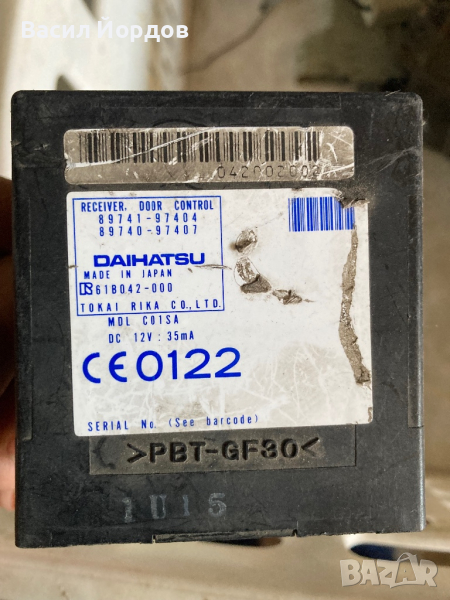 Васил Йордов
042002002
RECEIVER, DOOR CONTROL
89741-97404
89740-97407
DAIHATSU
MADE IN JAPAN
61B042-000
TOKAI RIKA CO., LTD.
MDL C01SA
DC 12V : 35mA
CE0122
SERIAL No. (See barcode)
>PBT-GF30<
1U15
BAZAR